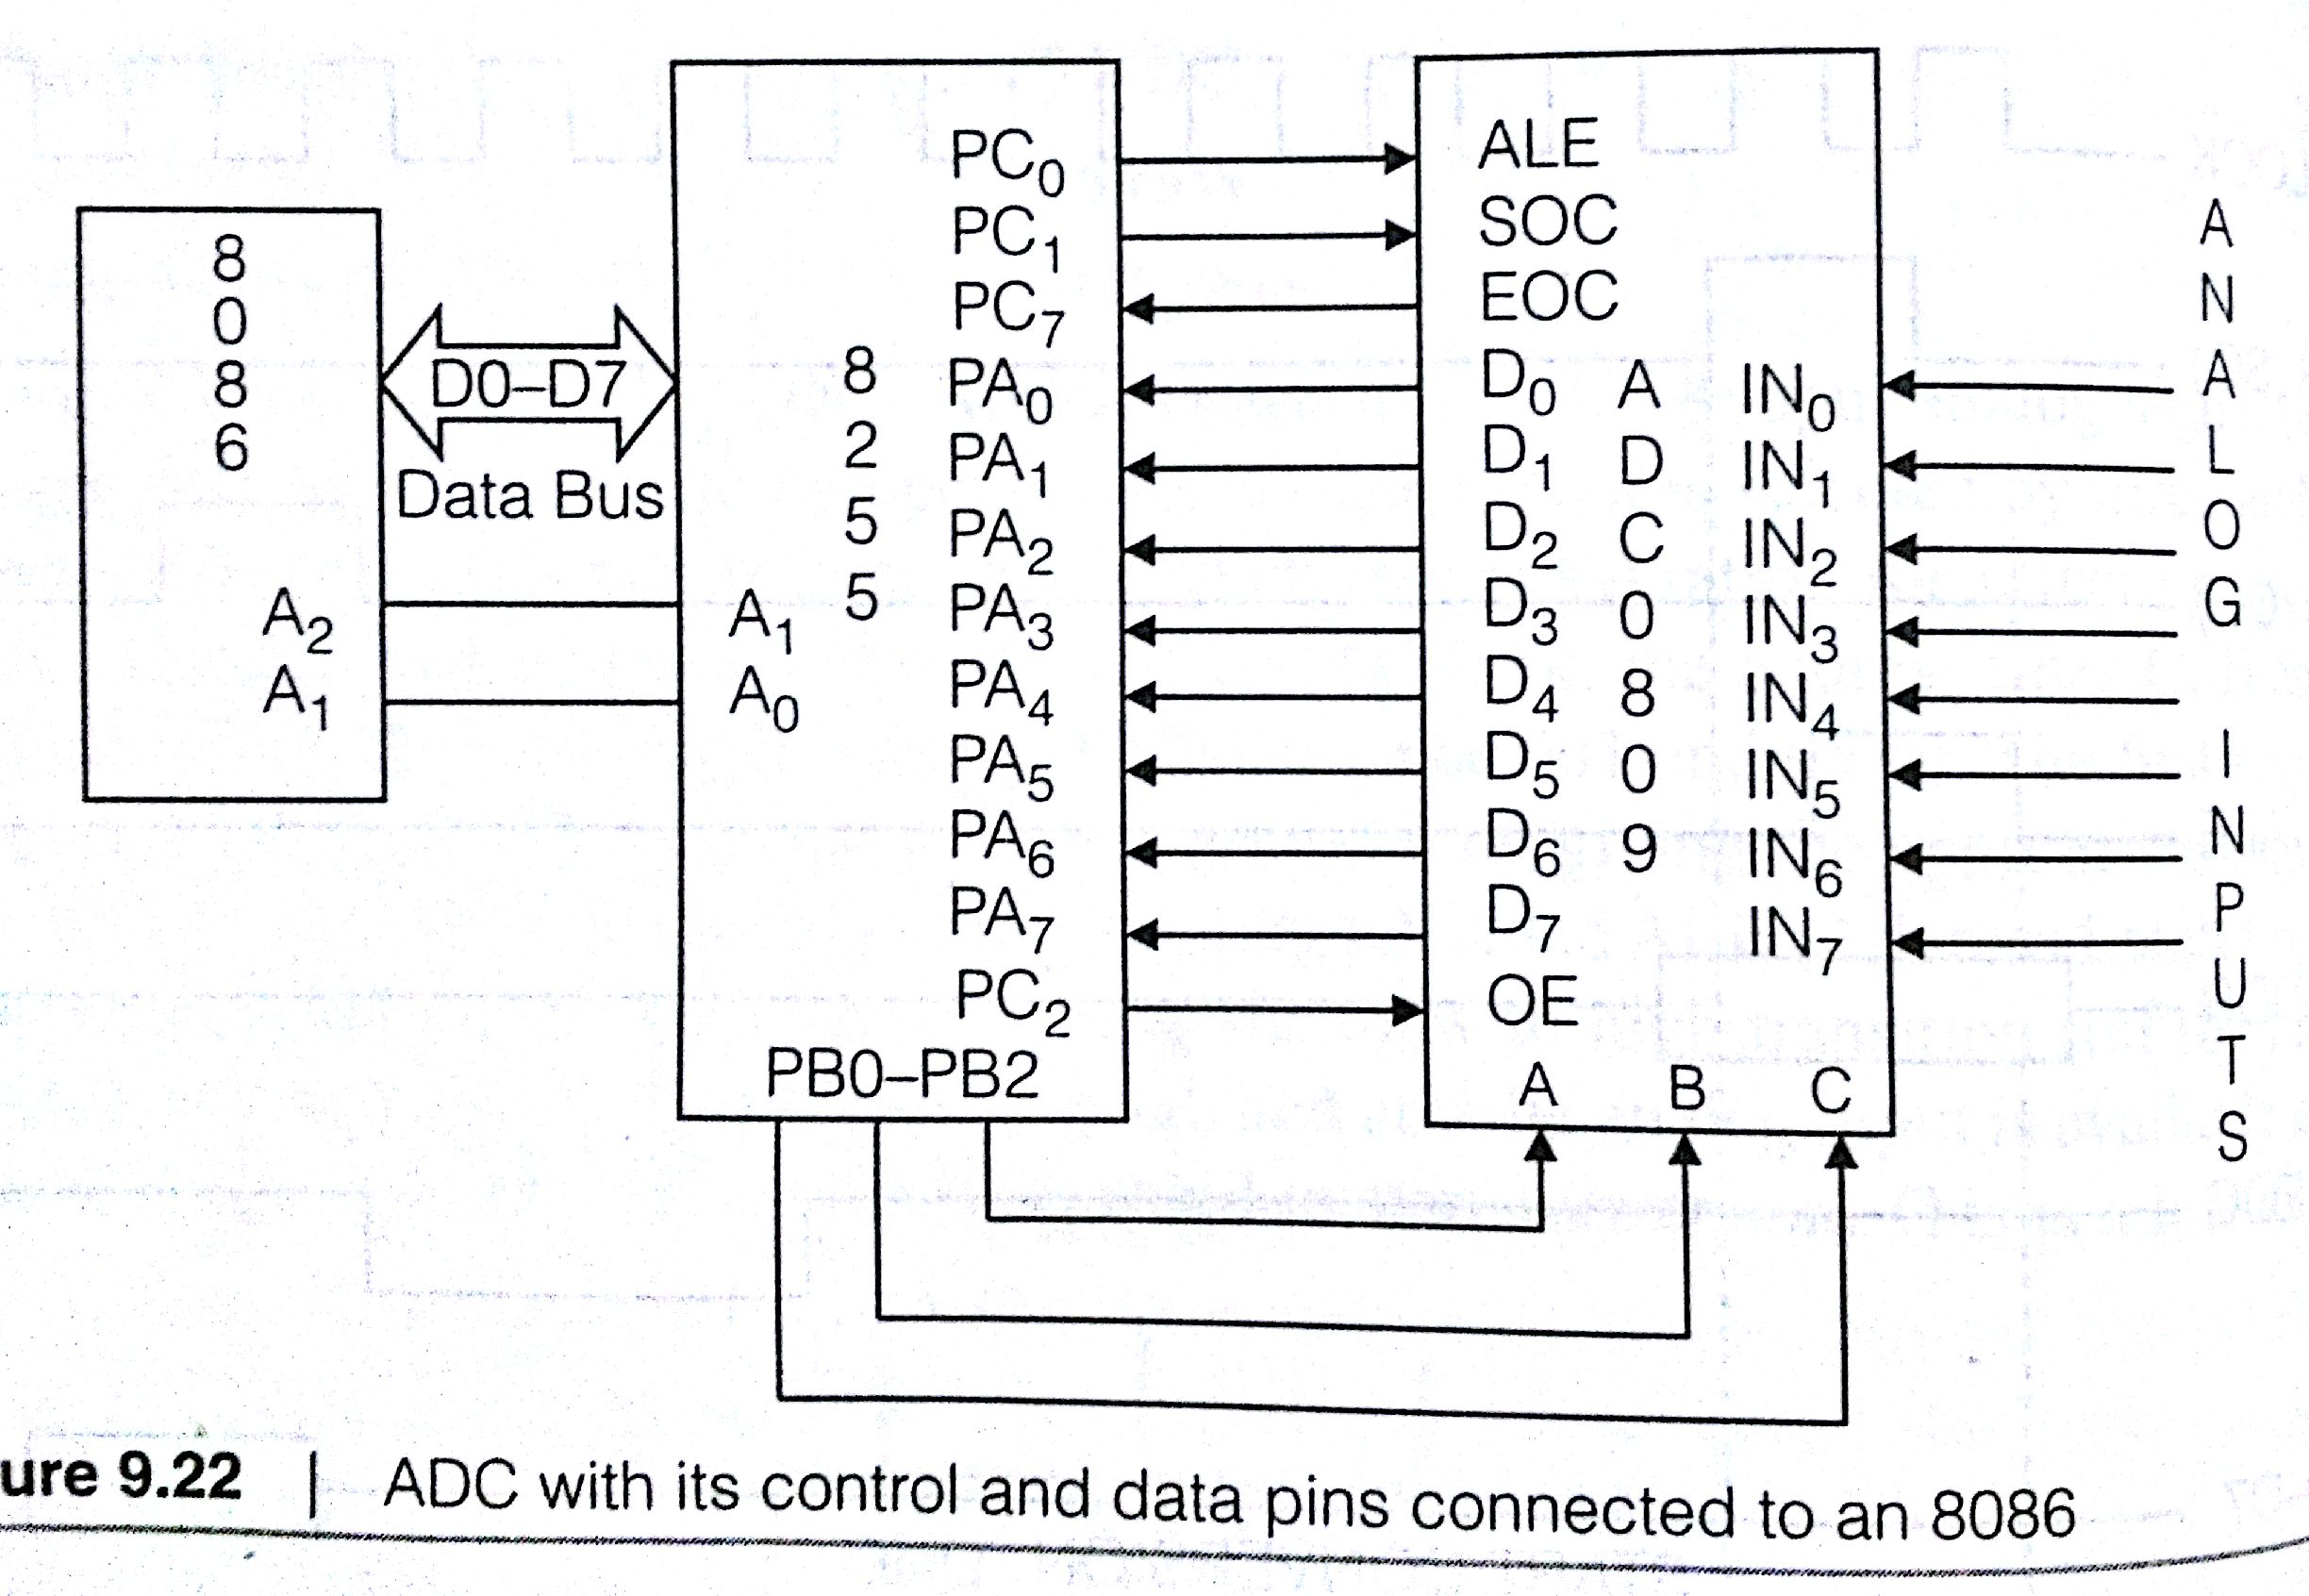 8086
D0–D7
Data Bus
A2
A1
8255
A1
A0
PC0
PC1
PC7
PA0
PA1
PA2
PA3
PA4
PA5
PA6
PA7
PC2
PB0–PB2
ALE
SOC
EOC
D0
D1
D2
D3
D4
D5
D6
D7
OE
ADC0809
IN0
IN1
IN2
IN3
IN4
IN5
IN6
IN7
A B C
ANALOG INPUTS
ure 9.22 | ADC with its control and data pins connected to an 8086